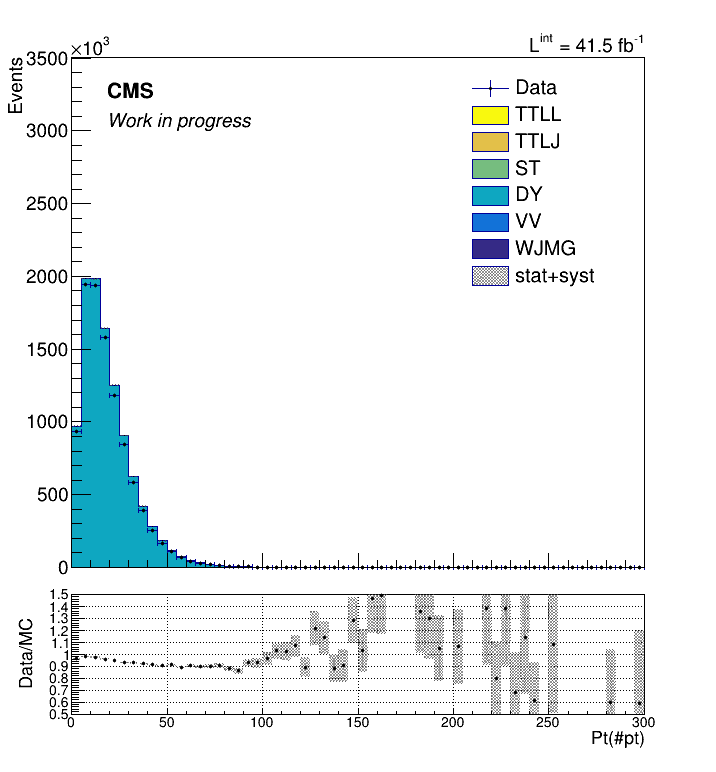 ×10³
L^int = 41.5 fb^-1
Events
3500
3000
2500
2000
1500
1000
500
0
CMS
Work in progress
Data
TTLL
TTLJ
ST
DY
VV
WJMG
stat+syst
Data/MC
1.5
1.4
1.3
1.2
1.1
1
0.9
0.8
0.7
0.6
0.5
0 50 100 150 200 250 300
Pt(#pt)